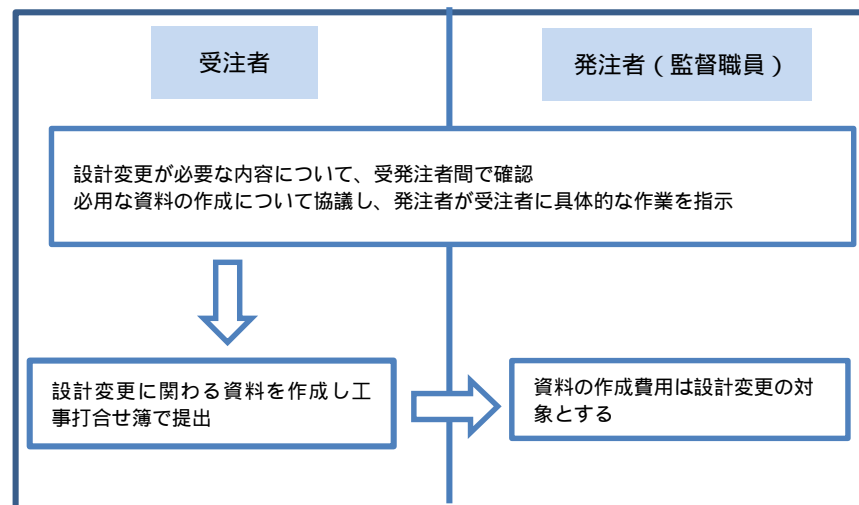 受注者
発注者（監督職員）
設計変更が必要な内容について、受発注者間で確認
必用な資料の作成について協議し、発注者が受注者に具体的な作業を指示
設計変更に関わる資料を作成し工
事打合せ簿で提出
資料の作成費用は設計変更の対
象とする